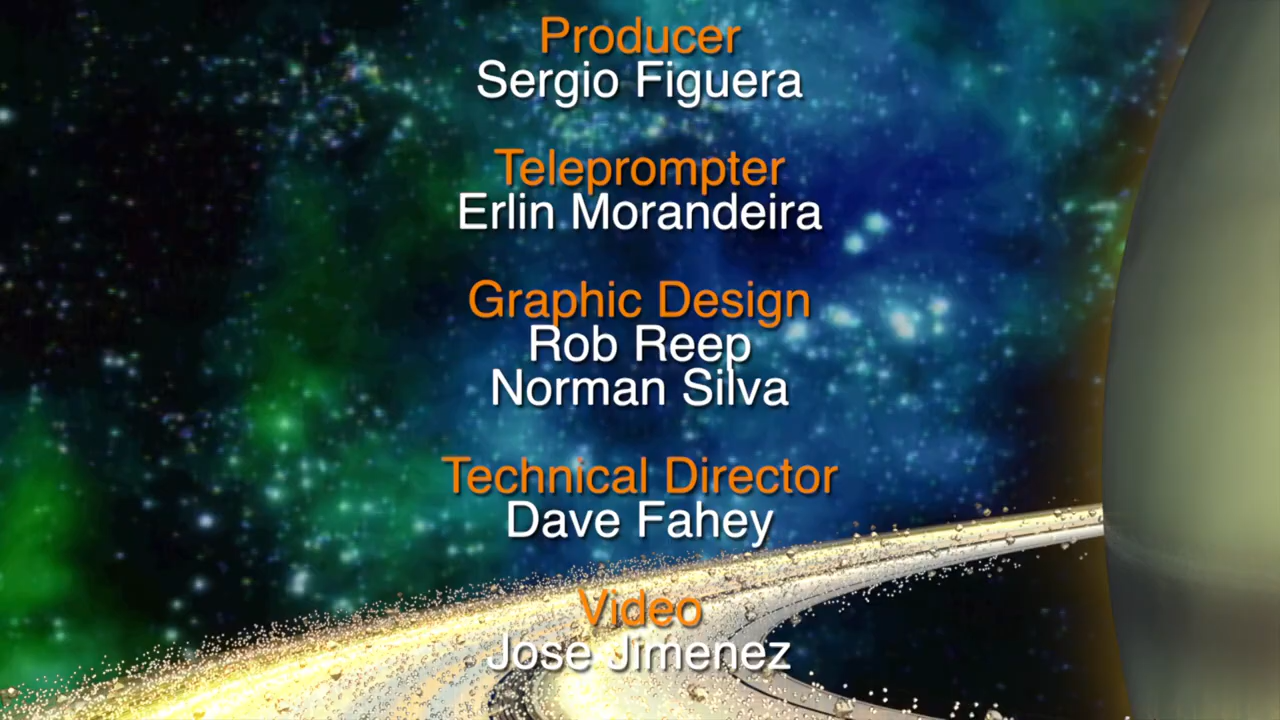 Producer
Sergio Figuera
Teleprompter
Erlin Morandeira
Graphic Design
Rob Reep
Norman Silva
Technical Director
Dave Fahey
Video
Jose Jimenez